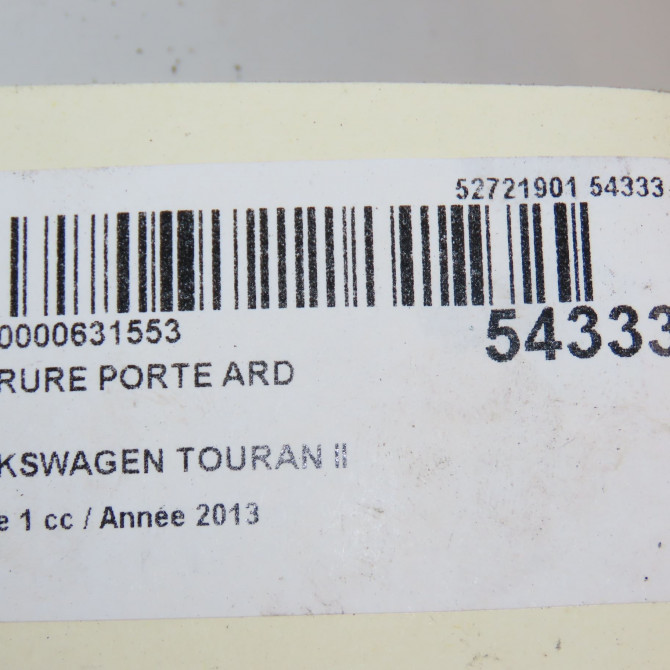 52721901 54333
0000631553
54333
RURE PORTE ARD
KSWAGEN TOURAN II
e 1 cc / Année 2013